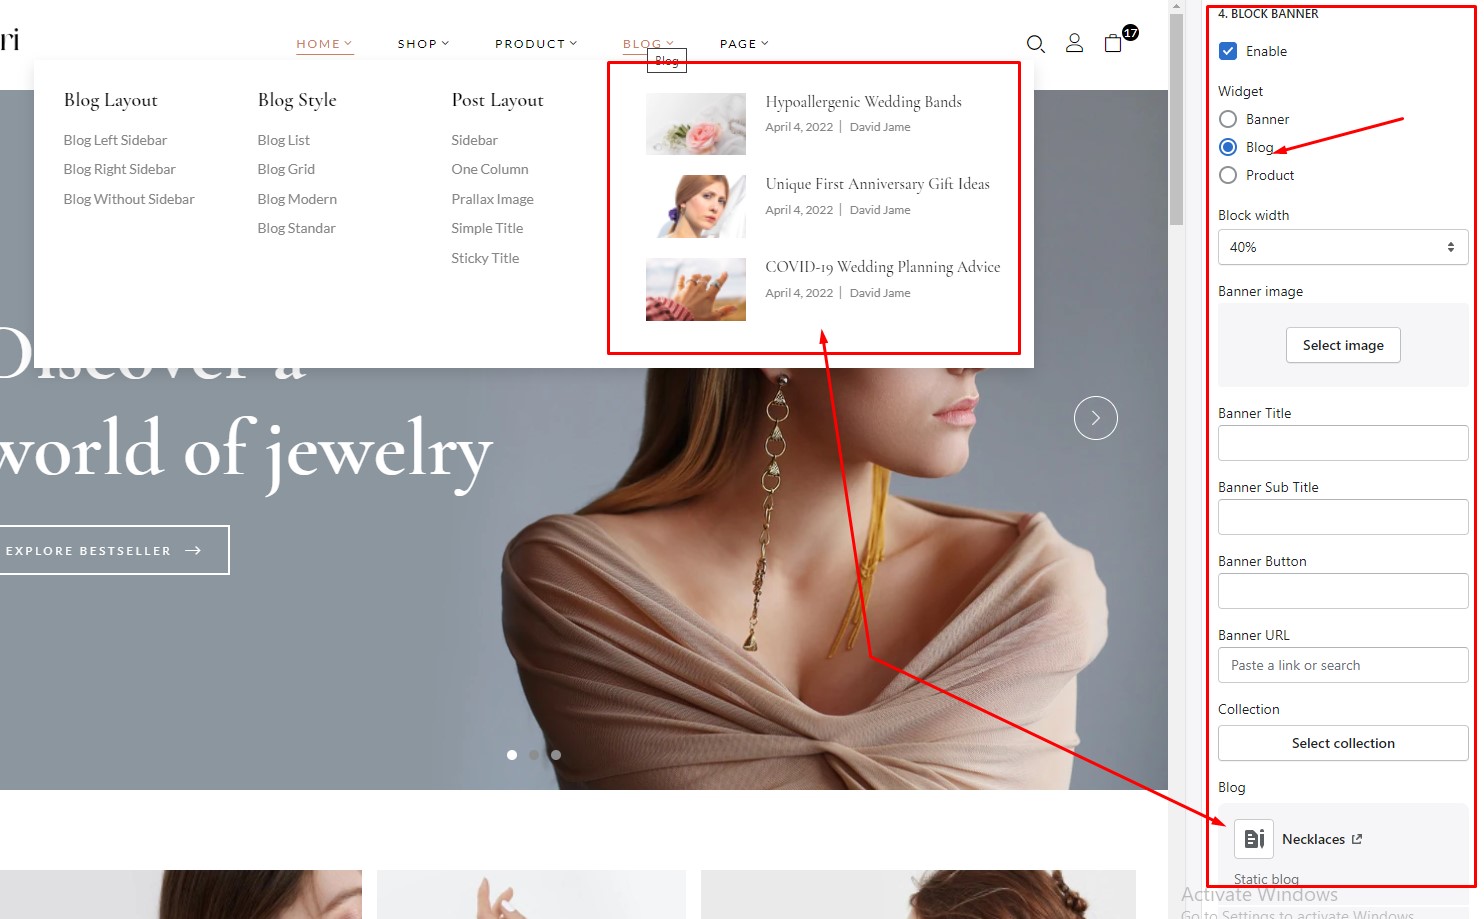 ri
HOME
SHOP
PRODUCT
BLOG
PAGE
17
Blog
Blog Layout
Blog Left Sidebar
Blog Right Sidebar
Blog Without Sidebar
Blog Style
Blog List
Blog Grid
Blog Modern
Blog Standar
Post Layout
Sidebar
One Column
Prallax Image
Simple Title
Sticky Title
Hypoallergenic Wedding Bands
April 4, 2022 | David Jame
Unique First Anniversary Gift Ideas
April 4, 2022 | David Jame
COVID-19 Wedding Planning Advice
April 4, 2022 | David Jame
Discover a
world of jewelry
EXPLORE BESTSELLER
4. BLOCK BANNER
Enable
Widget
Banner
Blog
Product
Block width
40%
Banner image
Select image
Banner Title
Banner Sub Title
Banner Button
Banner URL
Paste a link or search
Collection
Select collection
Blog
Necklaces
Static blog
Activate Windows
Go to Settings to activate Windows.